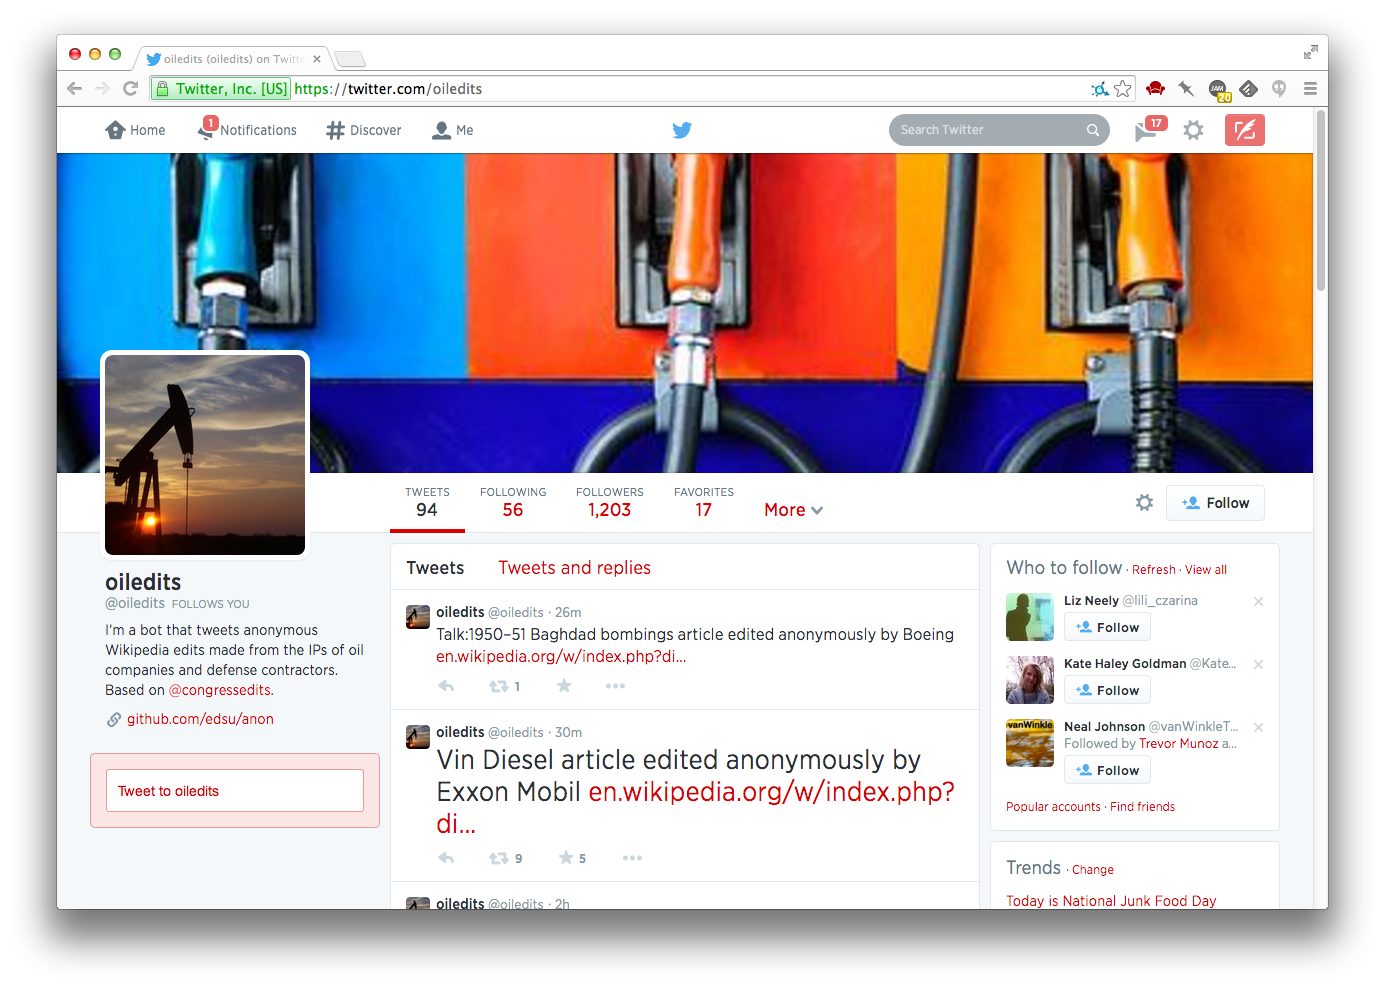 oiledits (oiledits) on Twitte
Twitter, Inc. [US] https://twitter.com/oiledits
JAM
20
Home
1
Notifications
Discover
Me
Search Twitter
17
TWEETS
94
FOLLOWING
56
FOLLOWERS
1,203
FAVORITES
17
More
Follow
oiledits
@oiledits FOLLOWS YOU
I'm a bot that tweets anonymous
Wikipedia edits made from the IPs of oil
companies and defense contractors.
Based on @congressedits.
github.com/edsu/anon
Tweet to oiledits
Tweets
Tweets and replies
oiledits @oiledits · 26m
Talk:1950–51 Baghdad bombings article edited anonymously by Boeing
en.wikipedia.org/w/index.php?di...
1
oiledits @oiledits · 30m
Vin Diesel article edited anonymously by
Exxon Mobil en.wikipedia.org/w/index.php?
di...
9
5
oiledits @oiledits · 2h
Who to follow · Refresh · View all
Liz Neely @lili_czarina
Follow
Kate Haley Goldman @Kate...
Follow
vanWinkle
Neal Johnson @vanWinkleT...
Followed by Trevor Munoz a...
Follow
Popular accounts · Find friends
Trends · Change
Today is National Junk Food Day